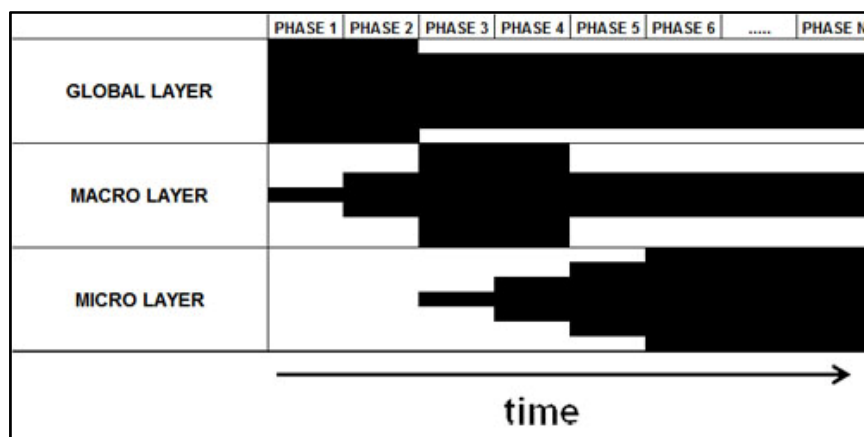 PHASE 1 PHASE 2 PHASE 3 PHASE 4 PHASE 5 PHASE 6 ..... PHASE N
GLOBAL LAYER
MACRO LAYER
MICRO LAYER
time